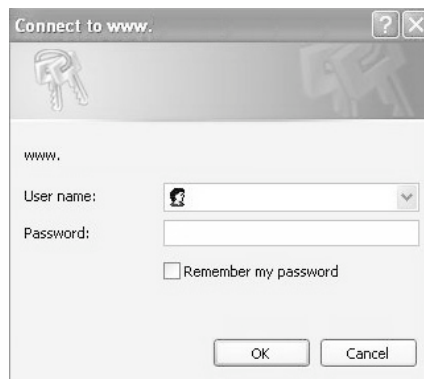 Connect to www.
www.
User name:
Password:
Remember my password
OK
Cancel